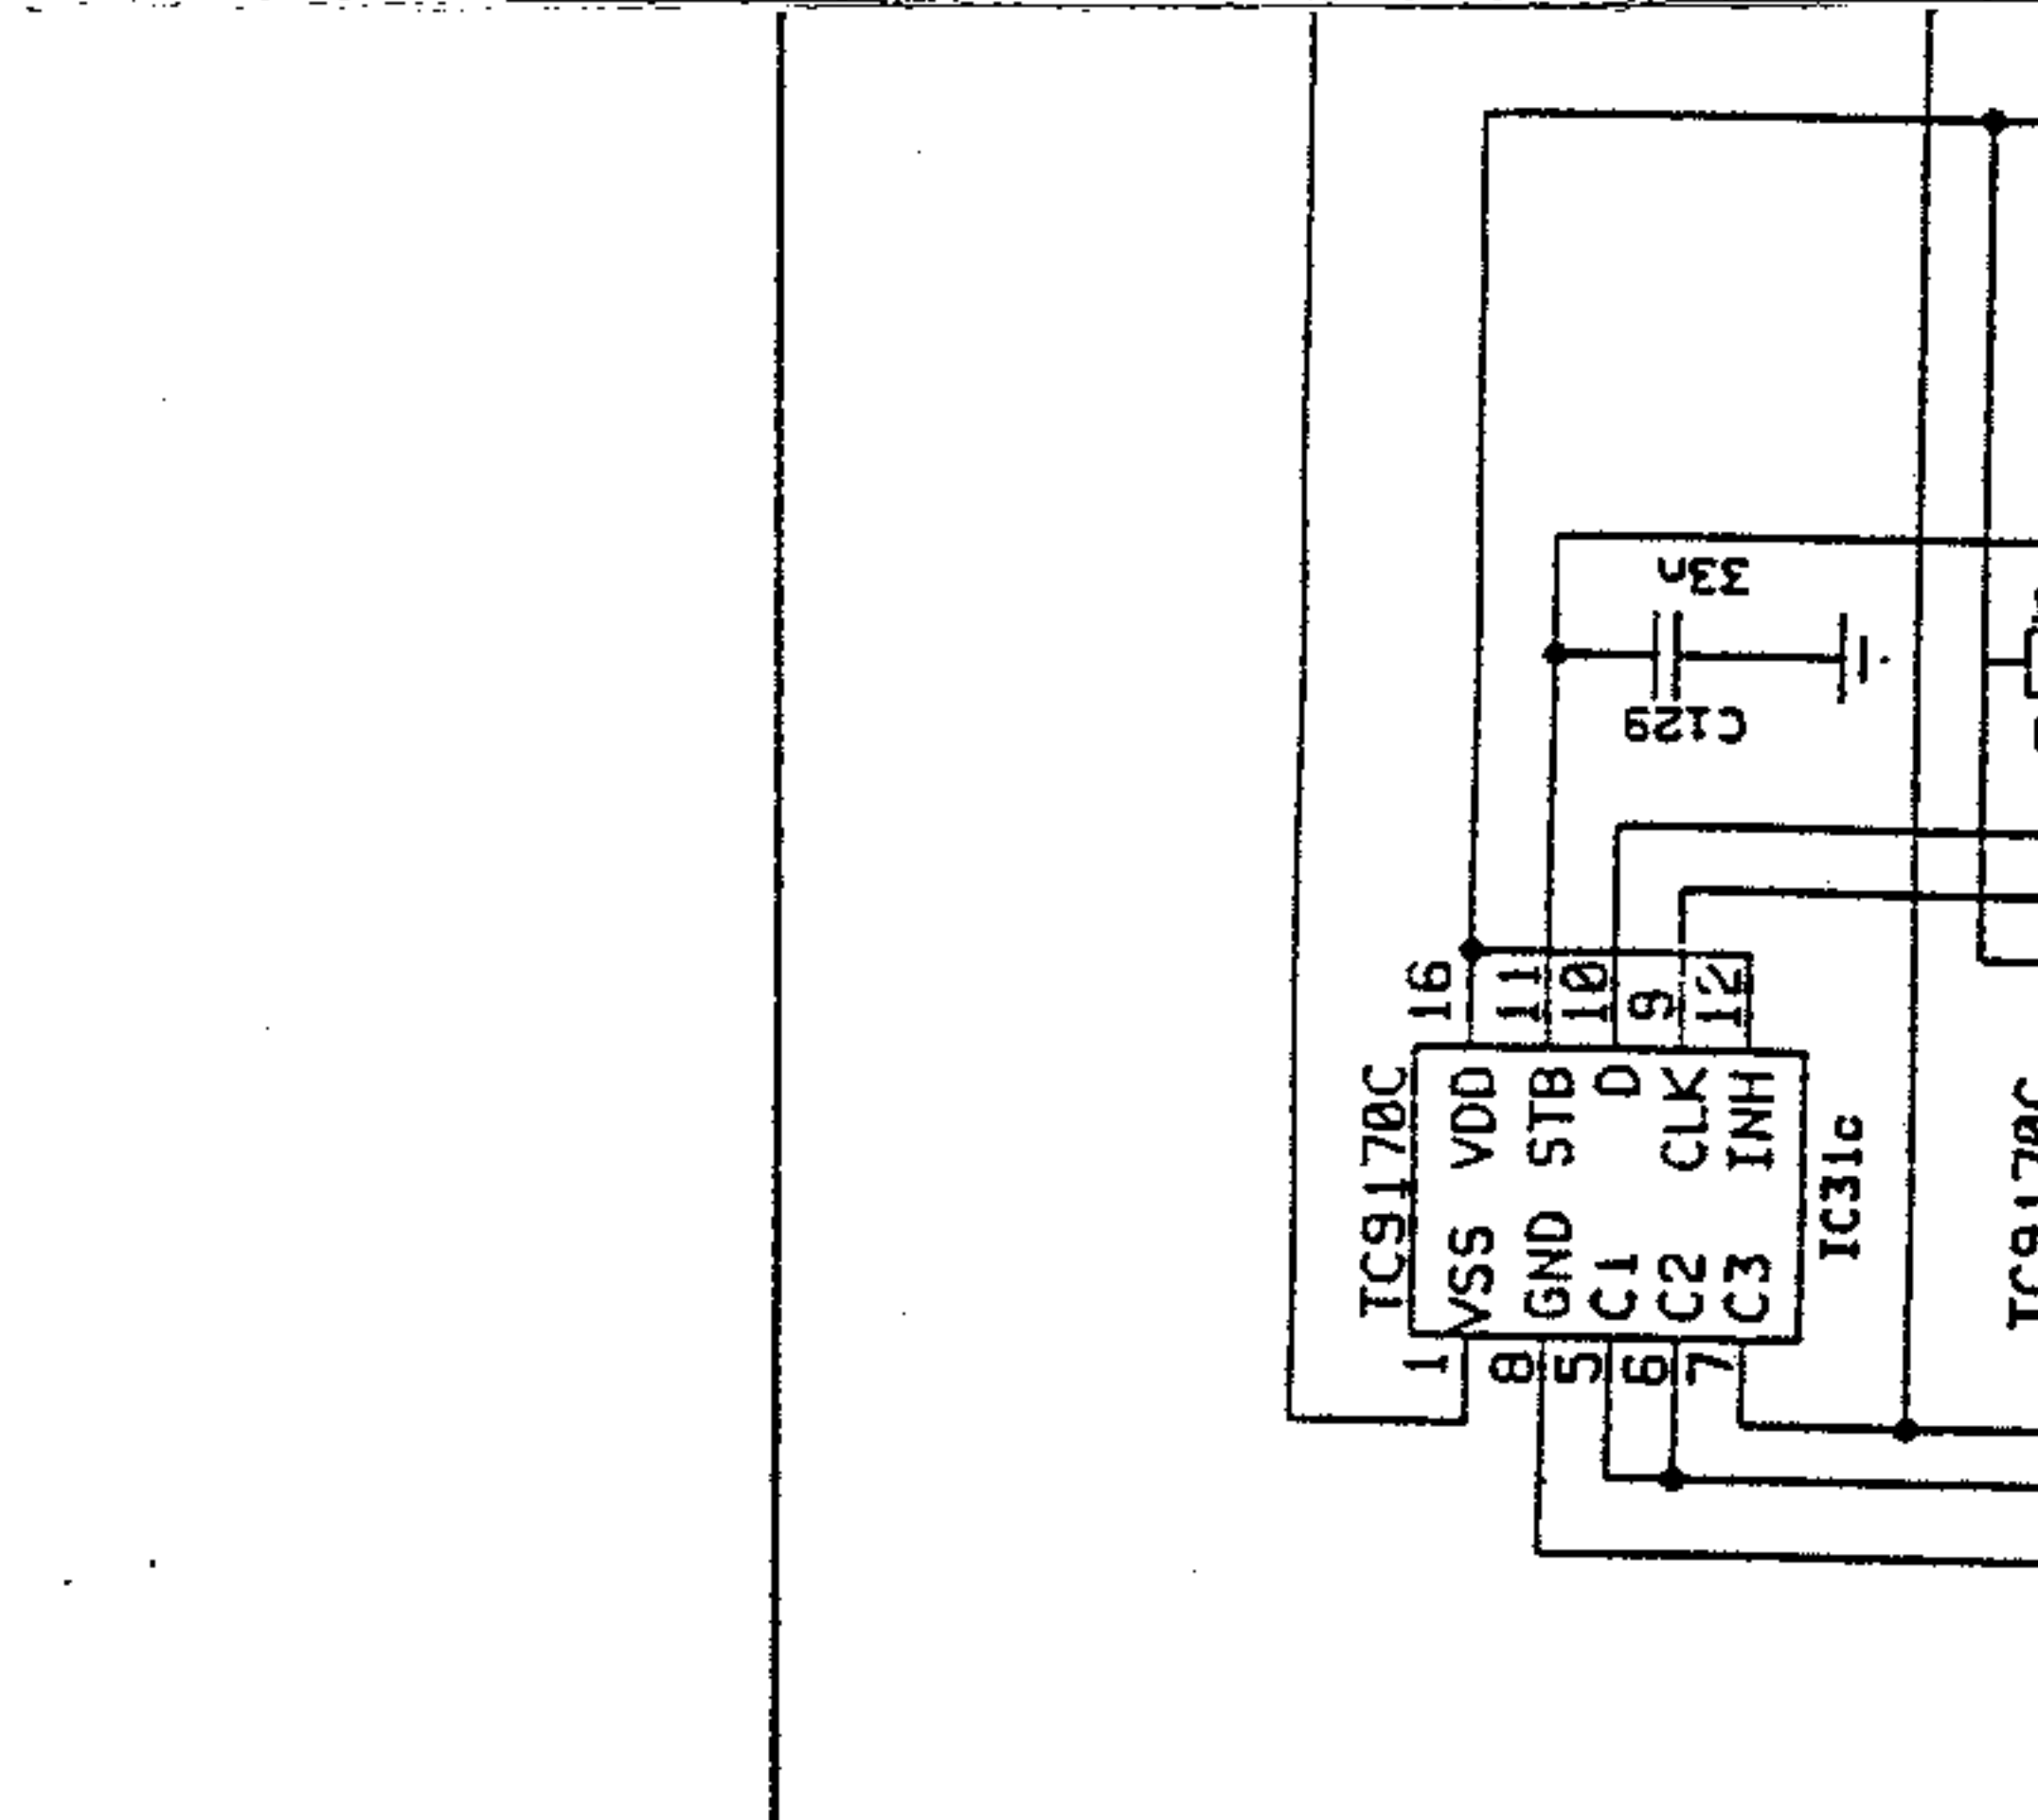 33n
C129
16
11
10
9
12
TC9170C
VDD
STB
D
CLK
INH
VSS
GND
C1
C2
C3
IC31c
1
8
5
6
7